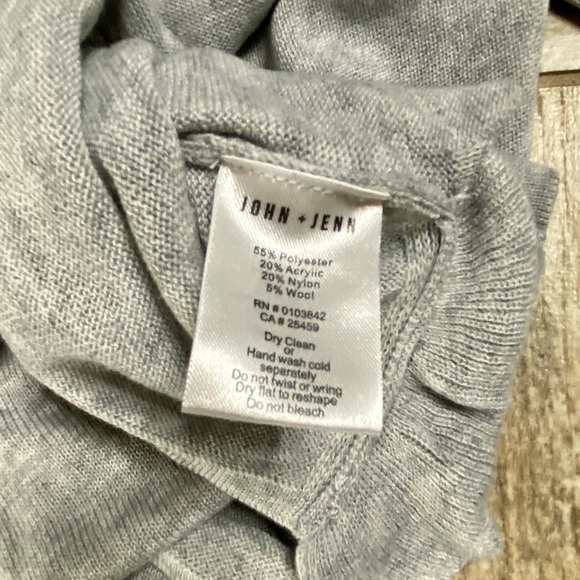 JOHN + JENN
55% Polyester
20% Acrylic
20% Nylon
5% Wool
RN # 0103842
CA # 25459
Dry Clean
or
Hand wash cold
separately
Do not twist or wring
Dry flat to reshape
Do not bleach